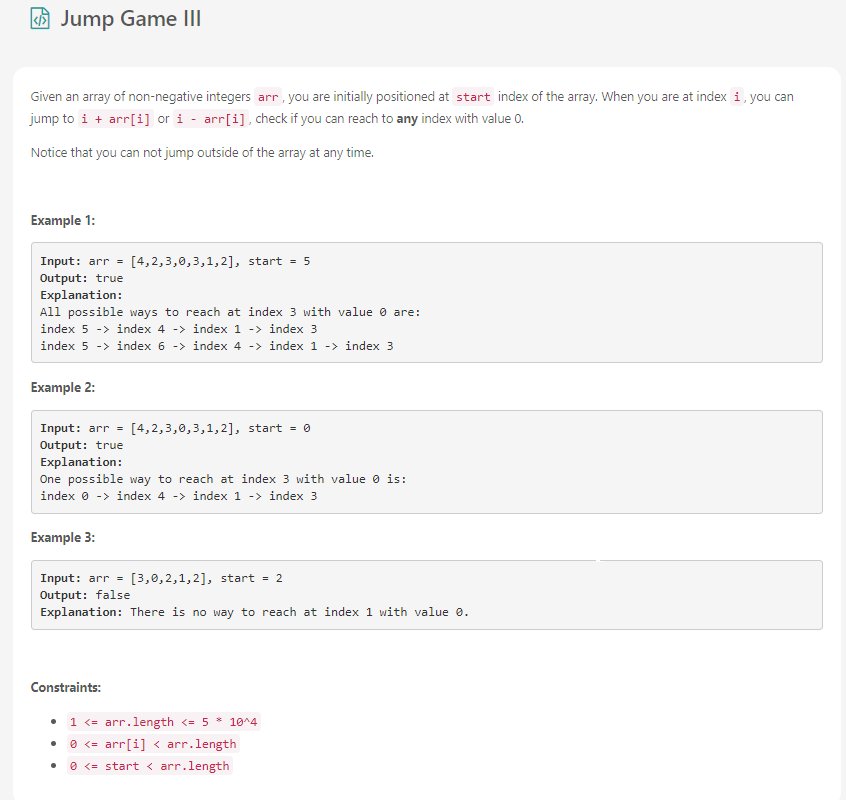 Jump Game III
Given an array of non-negative integers arr, you are initially positioned at start index of the array. When you are at index i, you can
jump to i + arr[i] or i - arr[i], check if you can reach to any index with value 0.
Notice that you can not jump outside of the array at any time.
Example 1:
Input: arr = [4,2,3,0,3,1,2], start = 5
Output: true
Explanation:
All possible ways to reach at index 3 with value 0 are:
index 5 -> index 4 -> index 1 -> index 3
index 5 -> index 6 -> index 4 -> index 1 -> index 3
Example 2:
Input: arr = [4,2,3,0,3,1,2], start = 0
Output: true
Explanation:
One possible way to reach at index 3 with value 0 is:
index 0 -> index 4 -> index 1 -> index 3
Example 3:
Input: arr = [3,0,2,1,2], start = 2
Output: false
Explanation: There is no way to reach at index 1 with value 0.
Constraints:
• 1 <= arr.length <= 5 * 10^4
• 0 <= arr[i] < arr.length
• 0 <= start < arr.length